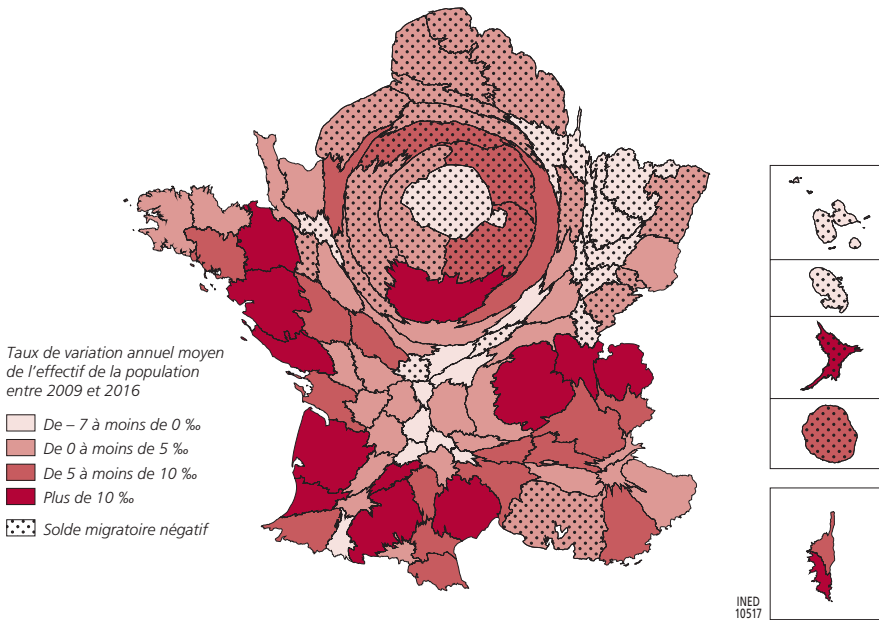 Taux de variation annuel moyen
de l’effectif de la population
entre 2009 et 2016
De – 7 à moins de 0 ‰
De 0 à moins de 5 ‰
De 5 à moins de 10 ‰
Plus de 10 ‰
Solde migratoire négatif
INED
10517